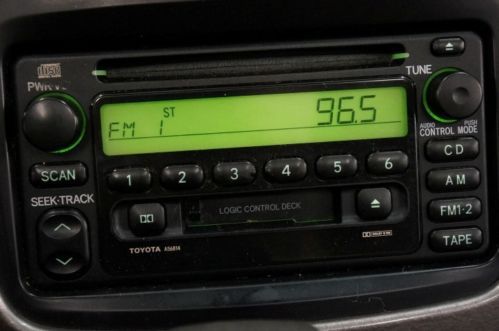 PWR·VOL
TUNE
FM 1 ST 96.5
AUDIO PUSH
CONTROL MODE
SCAN
1 2 3 4 5 6
CD
AM
SEEK·TRACK
LOGIC CONTROL DECK
FM1·2
TAPE
TOYOTA A56814